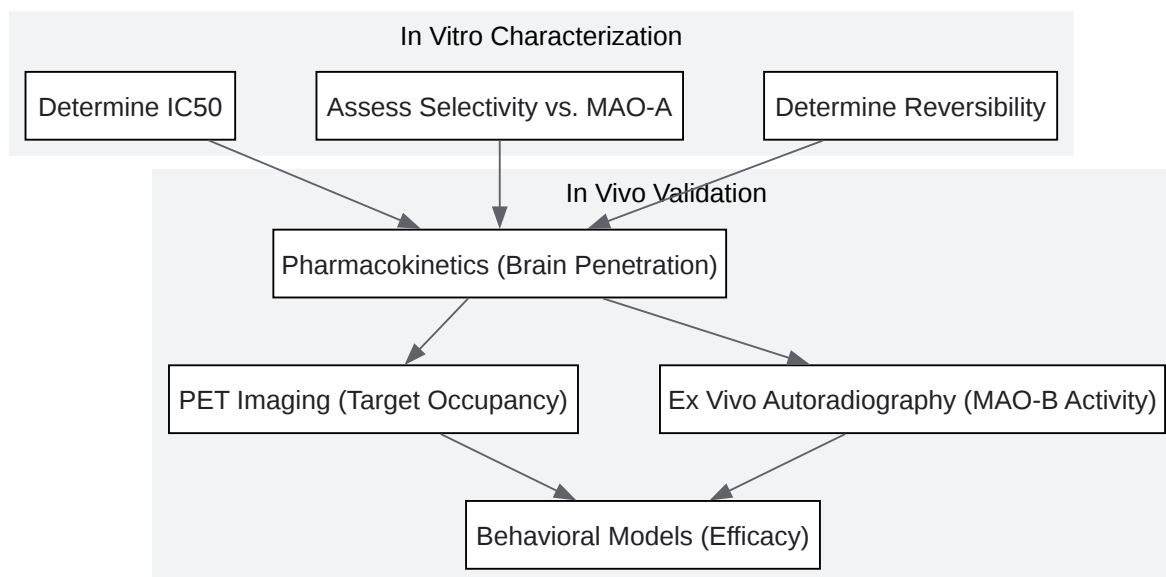 In Vitro Characterization
Determine IC50
Assess Selectivity vs. MAO-A
Determine Reversibility
In Vivo Validation
Pharmacokinetics (Brain Penetration)
PET Imaging (Target Occupancy)
Ex Vivo Autoradiography (MAO-B Activity)
Behavioral Models (Efficacy)